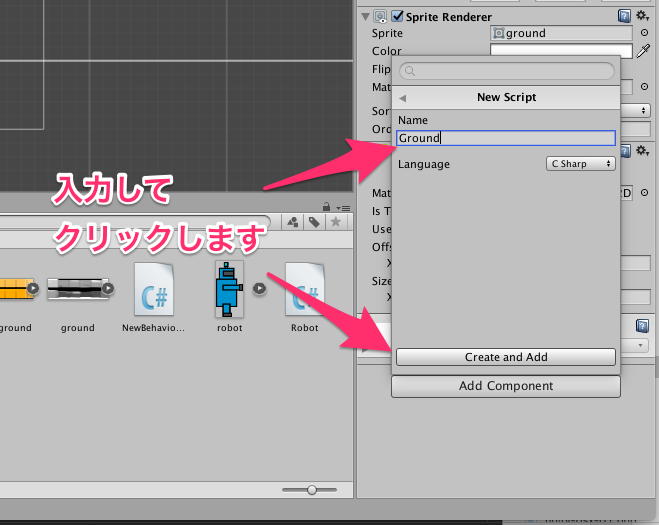 Sprite Renderer
Sprite
ground
Color
Flip
Mat
Sor
Ord
New Script
Name
Ground
Language
C Sharp
Mat
Is T
Use
Offs
X
Size
X
入力して
クリックします
ground
ground
NewBehavio...
robot
Robot
C#
C#
Create and Add
Add Component